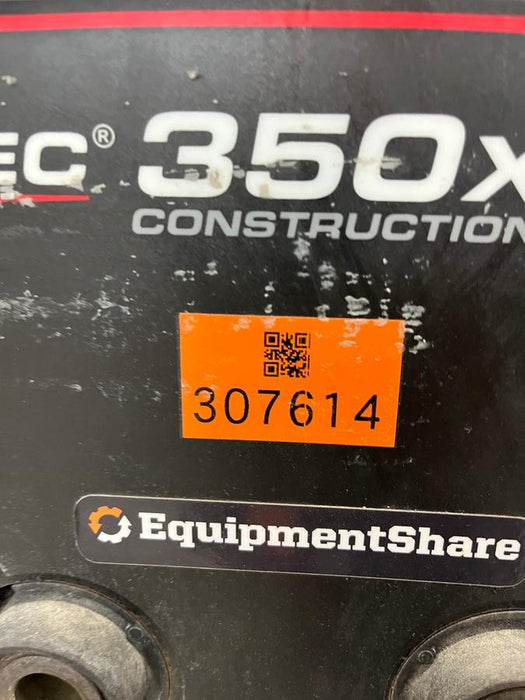 EC® 350x
CONSTRUCTION
307614
EquipmentShare